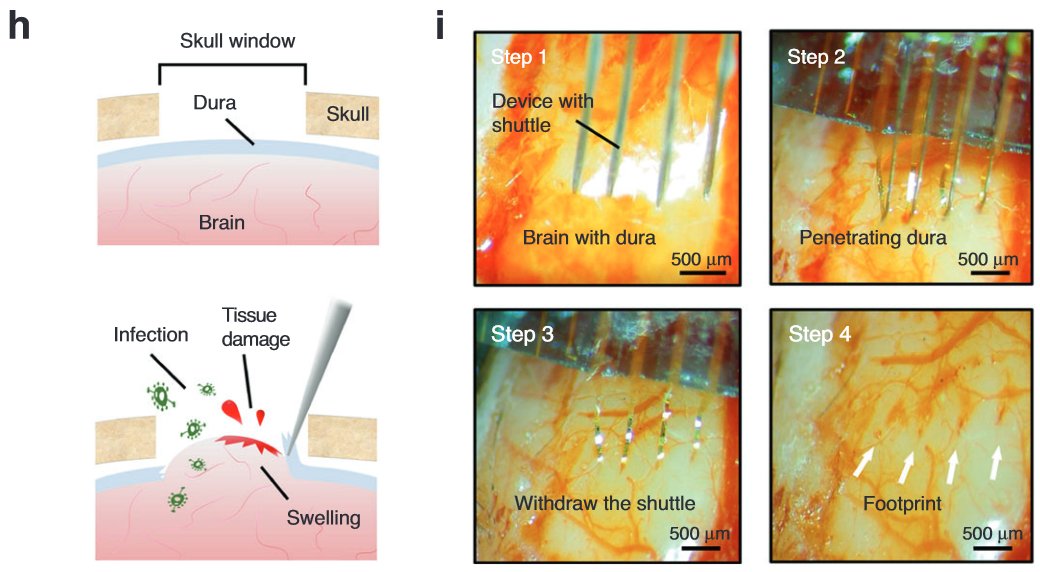 h
Skull window
Dura
Skull
Brain
Infection
Tissue
damage
Swelling
i
Step 1
Device with
shuttle
Brain with dura
500 μm
Step 2
Penetrating dura
500 μm
Step 3
Withdraw the shuttle
500 μm
Step 4
Footprint
500 μm